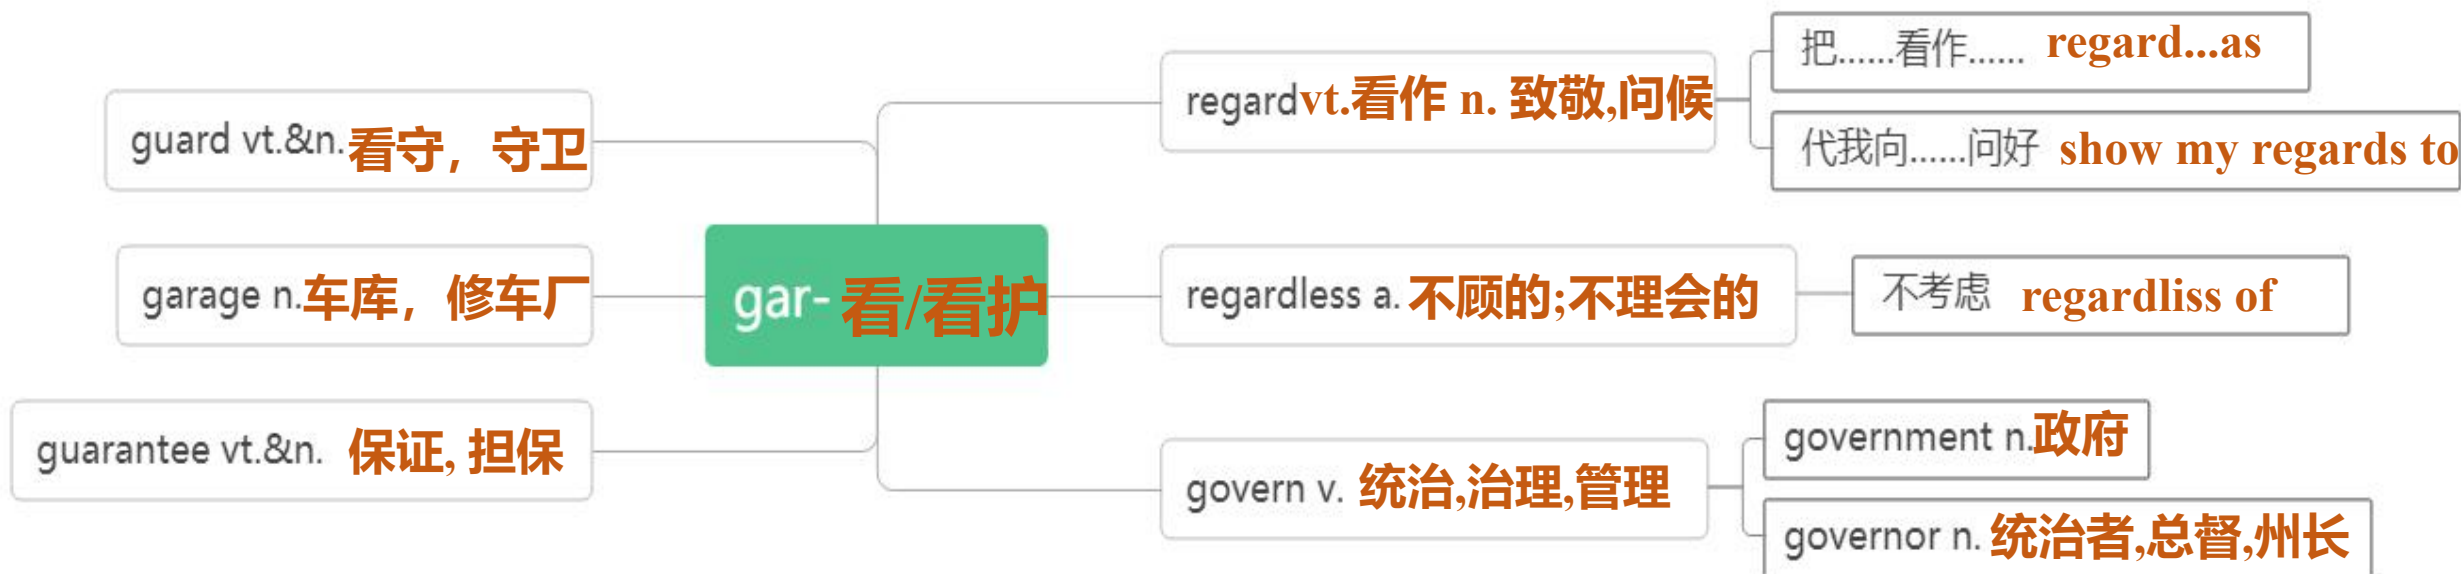 guard vt.&n.看守，守卫
garage n.车库，修车厂
guarantee vt.&n. 保证, 担保
gar-看/看护
regardvt.看作 n. 致敬,问候
把......看作...... regard...as
代我向......问好 show my regards to
regardless a.不顾的;不理会的
不考虑 regardliss of
govern v. 统治,治理,管理
government n.政府
governor n. 统治者,总督,州长